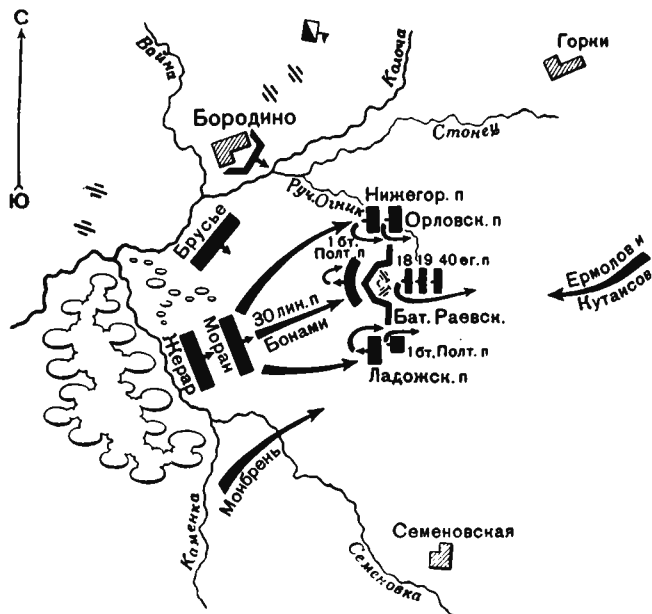 С
Ю
Война
Колоча
Горки
Бородино
Стонец
Руч. Огник
Нижегор. п
Орловск. п
1 бт.
Полт. п
18 19 40 ег. п
Ермолов и
Кутаисов
Брусье
30 лин. п
Бонами
Моран
Жерар
Бат. Раевск.
1 бт. Полт. п
Ладожск. п
Монбрень
Каменка
Семеновка
Семеновская